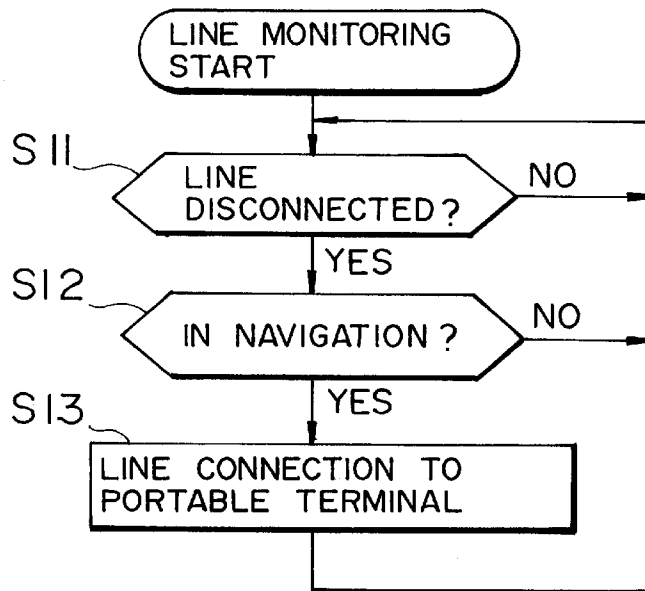 LINE MONITORING
START
S11
LINE
DISCONNECTED?
NO
YES
S12
IN NAVIGATION?
NO
YES
S13
LINE CONNECTION TO
PORTABLE TERMINAL